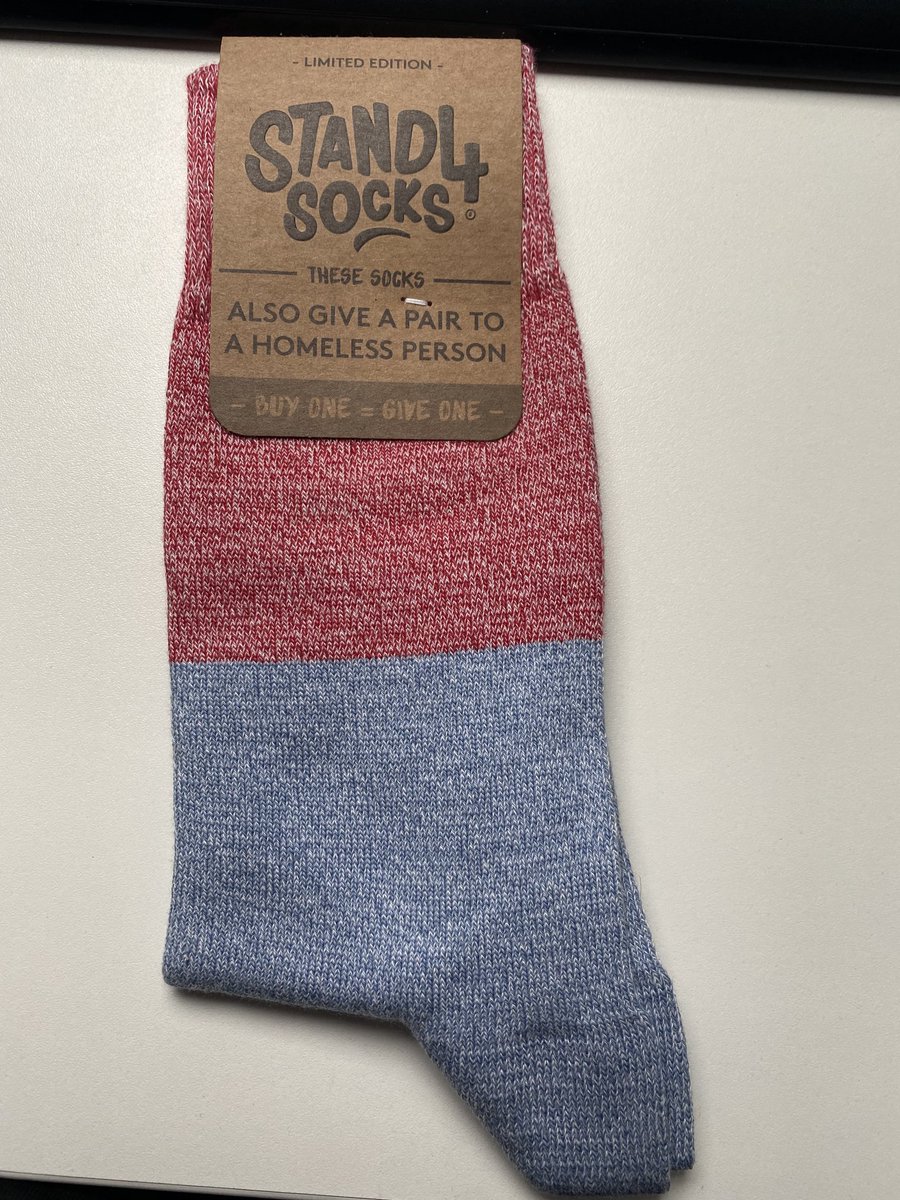 - LIMITED EDITION -
STAND4
SOCKS®
THESE SOCKS
ALSO GIVE A PAIR TO
A HOMELESS PERSON
- BUY ONE = GIVE ONE -